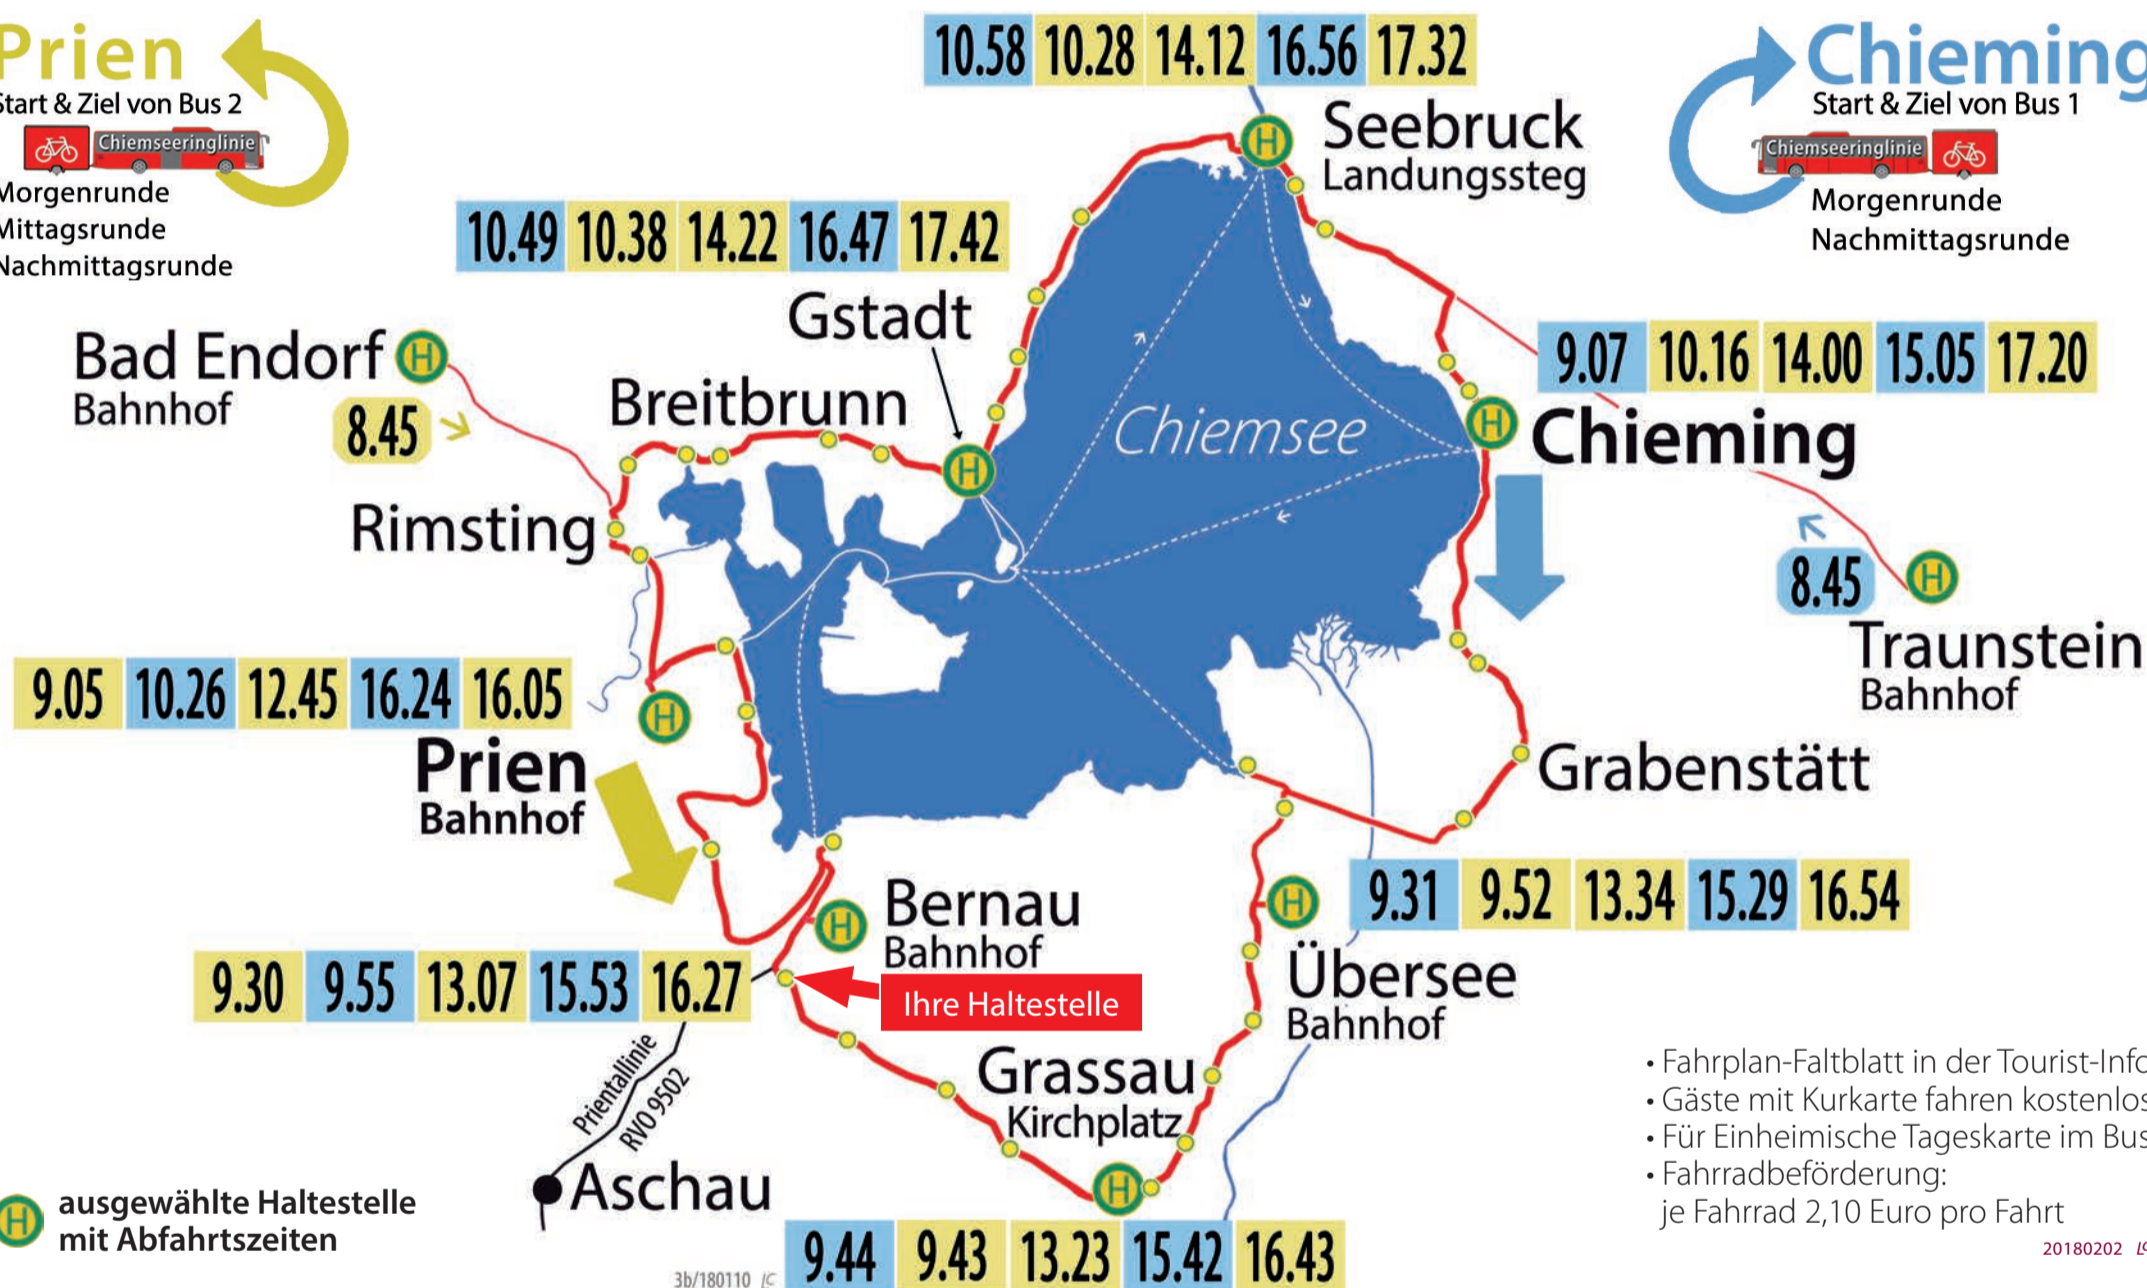 Prien
Start & Ziel von Bus 2
Chiemseeringlinie
Morgenrunde
Mittagsrunde
Nachmittagsrunde
10.58 10.28 14.12 16.56 17.32
Seebruck
Landungssteg
Chieming
Start & Ziel von Bus 1
Chiemseeringlinie
Morgenrunde
Nachmittagsrunde
10.49 10.38 14.22 16.47 17.42
Gstadt
Bad Endorf H
Bahnhof
8.45
Breitbrunn
Rimsting
Chiemsee
9.07 10.16 14.00 15.05 17.20
H Chieming
8.45 H
Traunstein
Bahnhof
9.05 10.26 12.45 16.24 16.05
H
Prien
Bahnhof
Grabenstätt
H
H Bernau
Bahnhof
Ihre Haltestelle
9.30 9.55 13.07 15.53 16.27
H 9.31 9.52 13.34 15.29 16.54
Übersee
Bahnhof
Prientallinie
RVO 9502
Aschau
Grassau
Kirchplatz
H
9.44 9.43 13.23 15.42 16.43
3b/180110 LC
H ausgewählte Haltestelle
mit Abfahrtszeiten
• Fahrplan-Faltblatt in der Tourist-Info
• Gäste mit Kurkarte fahren kostenlos
• Für Einheimische Tageskarte im Bus
• Fahrradbeförderung:
je Fahrrad 2,10 Euro pro Fahrt
20180202
H